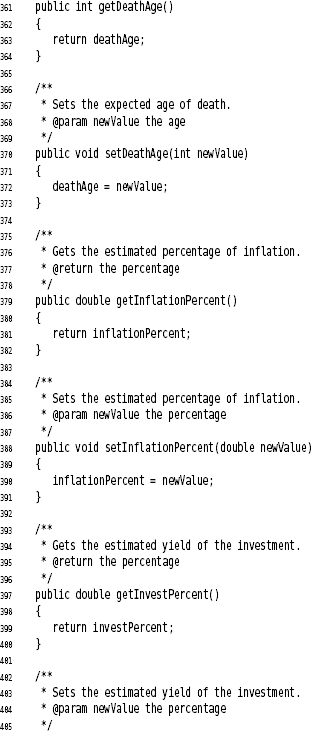 361 public int getDeathAge()
362 {
363 return deathAge;
364 }
365
366 /**
367 * Sets the expected age of death.
368 * @param newValue the age
369 */
370 public void setDeathAge(int newValue)
371 {
372 deathAge = newValue;
373 }
374
375 /**
376 * Gets the estimated percentage of inflation.
377 * @return the percentage
378 */
379 public double getInflationPercent()
380 {
381 return inflationPercent;
382 }
383
384 /**
385 * Sets the estimated percentage of inflation.
386 * @param newValue the percentage
387 */
388 public void setInflationPercent(double newValue)
389 {
390 inflationPercent = newValue;
391 }
392
393 /**
394 * Gets the estimated yield of the investment.
395 * @return the percentage
396 */
397 public double getInvestPercent()
398 {
399 return investPercent;
400 }
401
402 /**
403 * Sets the estimated yield of the investment.
404 * @param newValue the percentage
405 */